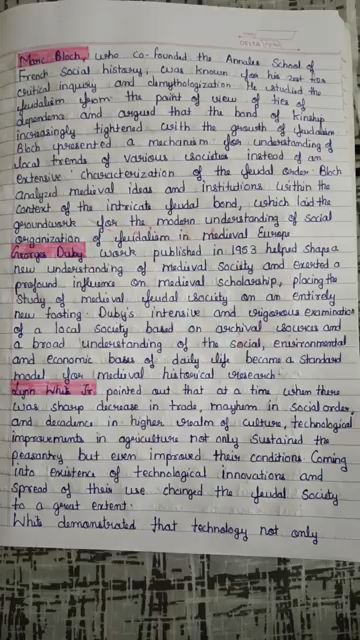 Marc Bloch, who co-founded the Annales School of
French Social history, was known for his zest for
critical inquiry and demythologization He studied the
feudalism from the point of view of ties of
dependena and argued that the band of kinship
increasingly tightened with the growth of feudalism
Bloch presented a mechanism for understanding of
local trends of various societies instead of an
extensive characterization of the feudal order. Bloch
analyzed medieval ideas and institutions within the
context of the intricate feudal bond, which laid the
groundwork for the modern understanding of social
organization of feudalism in medieval Europe
Georges Duby work published in 1953 helped shape a
new understanding of medieval Society and exerted a
profound influence on medieval scholarship, placing the
study of medieval feudal society on an entirely
new footing. Duby's intensive and rigorous examination
of a local society based on archival sources and
a broad understanding of the social, environmental
and economic bases of daily life became a standard
model for medieval historical research.
Lynn White Jr. pointed out that at a time when there
was sharp decrease in trade, mayhem in social order,
and decadence in higher realm of culture, technological
improvements in agriculture not only sustained the
peasantry but even improved their conditions. Coming
into existence of technological innovations and
spread of their use changed the feudal Society
to a great extent.
White demonstrated that technology not only